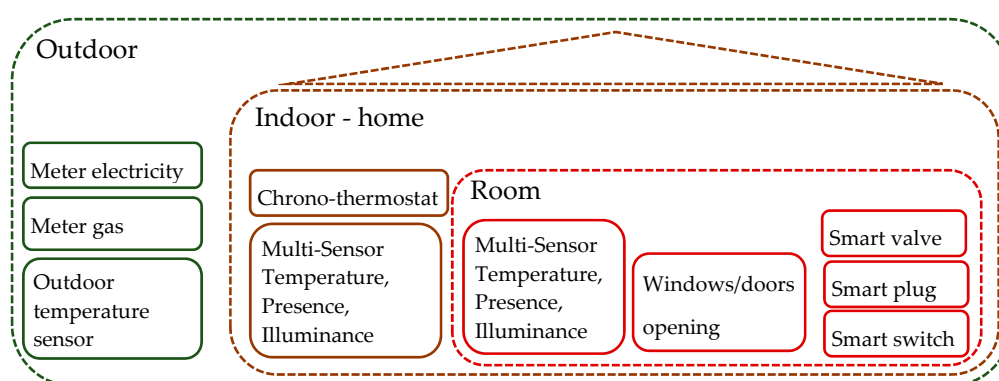 Outdoor
Indoor - home
Meter electricity
Meter gas
Outdoor
temperature
sensor
Chrono-thermostat
Multi-Sensor
Temperature,
Presence,
Illuminance
Room
Multi-Sensor
Temperature,
Presence,
Illuminance
Windows/doors
opening
Smart valve
Smart plug
Smart switch